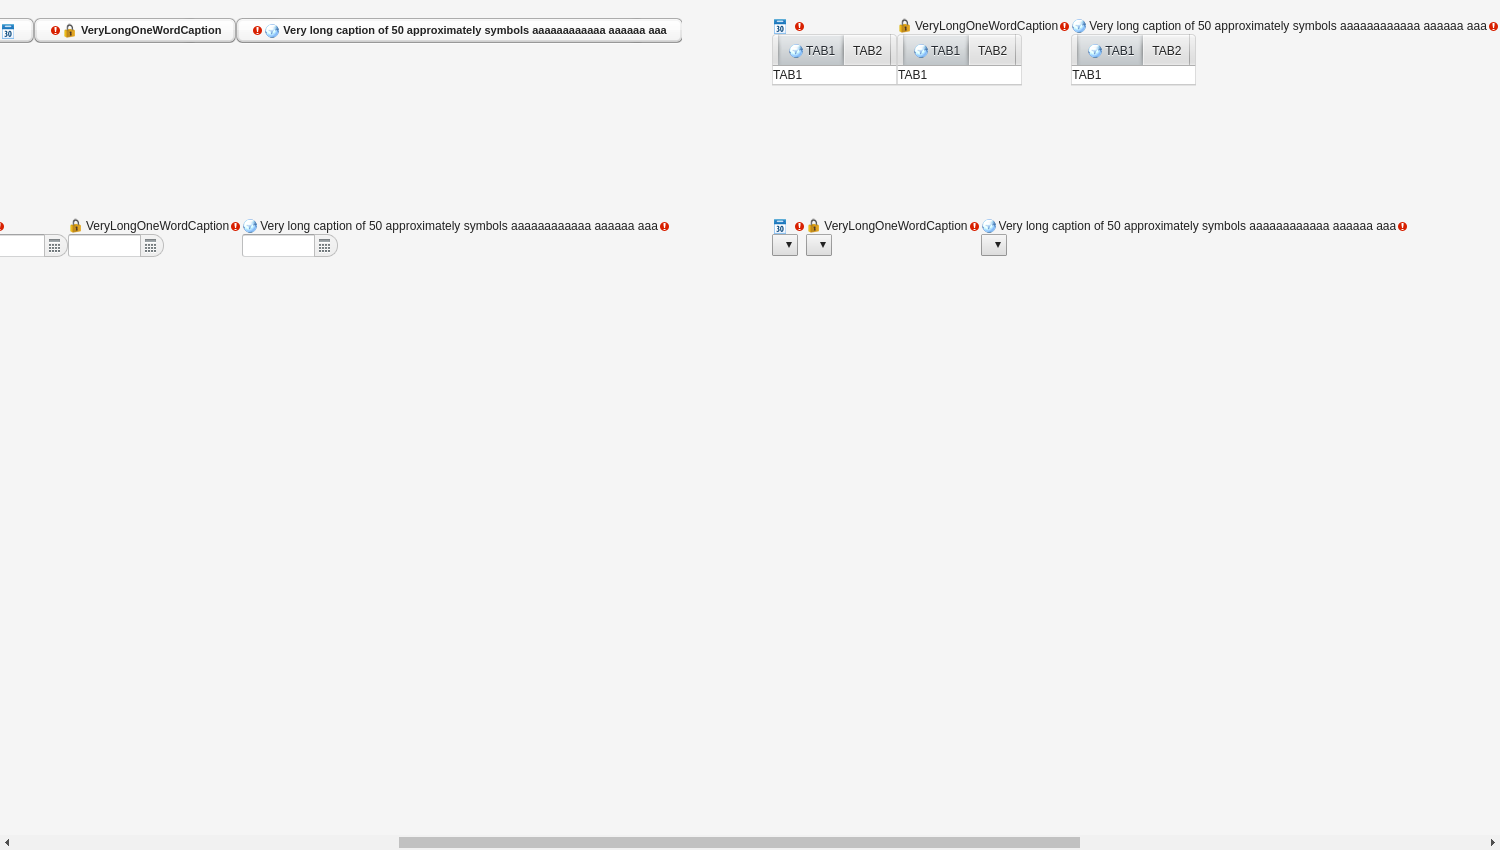 30 VeryLongOneWordCaption Very long caption of 50 approximately symbols aaaaaaaaaaaa aaaaaa aaa
30 VeryLongOneWordCaption Very long caption of 50 approximately symbols aaaaaaaaaaaa aaaaaa aaa
TAB1 TAB2 TAB1 TAB2 TAB1 TAB2
TAB1 TAB1 TAB1
VeryLongOneWordCaption Very long caption of 50 approximately symbols aaaaaaaaaaaa aaaaaa aaa
30 VeryLongOneWordCaption Very long caption of 50 approximately symbols aaaaaaaaaaaa aaaaaa aaa